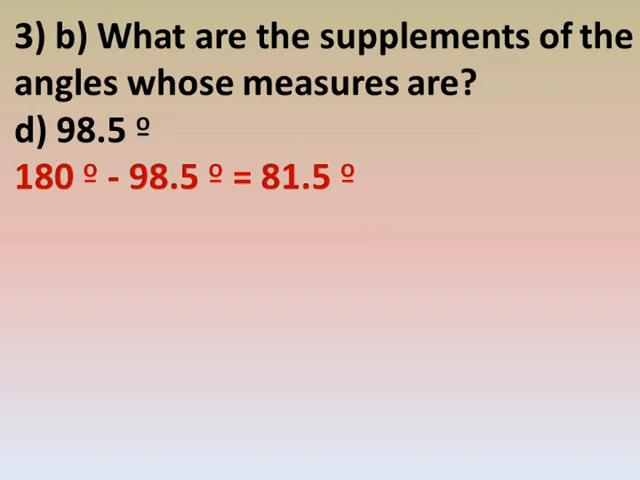 3) b) What are the supplements of the
angles whose measures are?
d) 98.5 º
180 º - 98.5 º = 81.5 º